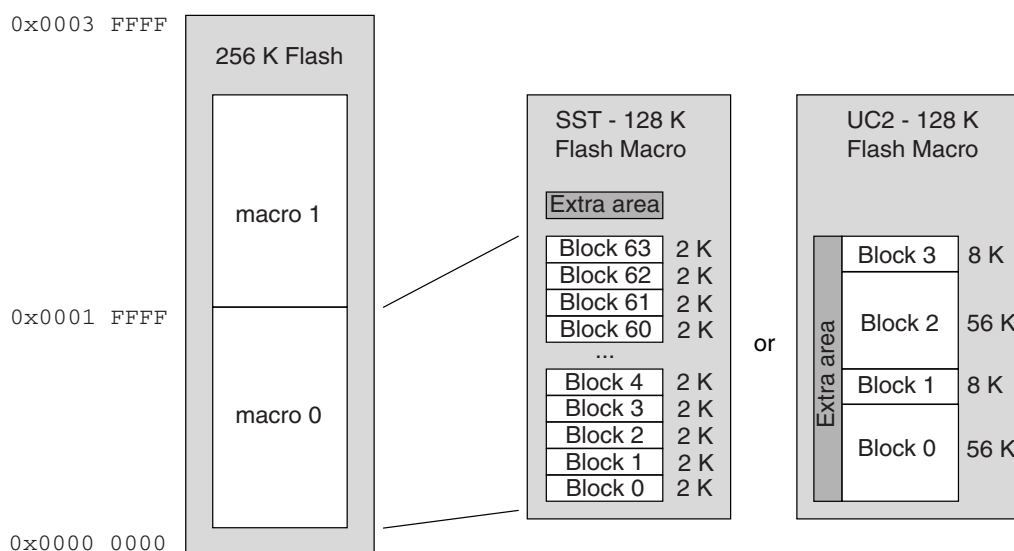 0x0003 FFFF
256 K Flash
macro 1
0x0001 FFFF
macro 0
0x0000 0000
SST - 128 K
Flash Macro
Extra area
Block 63 2 K
Block 62 2 K
Block 61 2 K
Block 60 2 K
...
Block 4 2 K
Block 3 2 K
Block 2 2 K
Block 1 2 K
Block 0 2 K
or
UC2 - 128 K
Flash Macro
Extra area
Block 3 8 K
Block 2 56 K
Block 1 8 K
Block 0 56 K